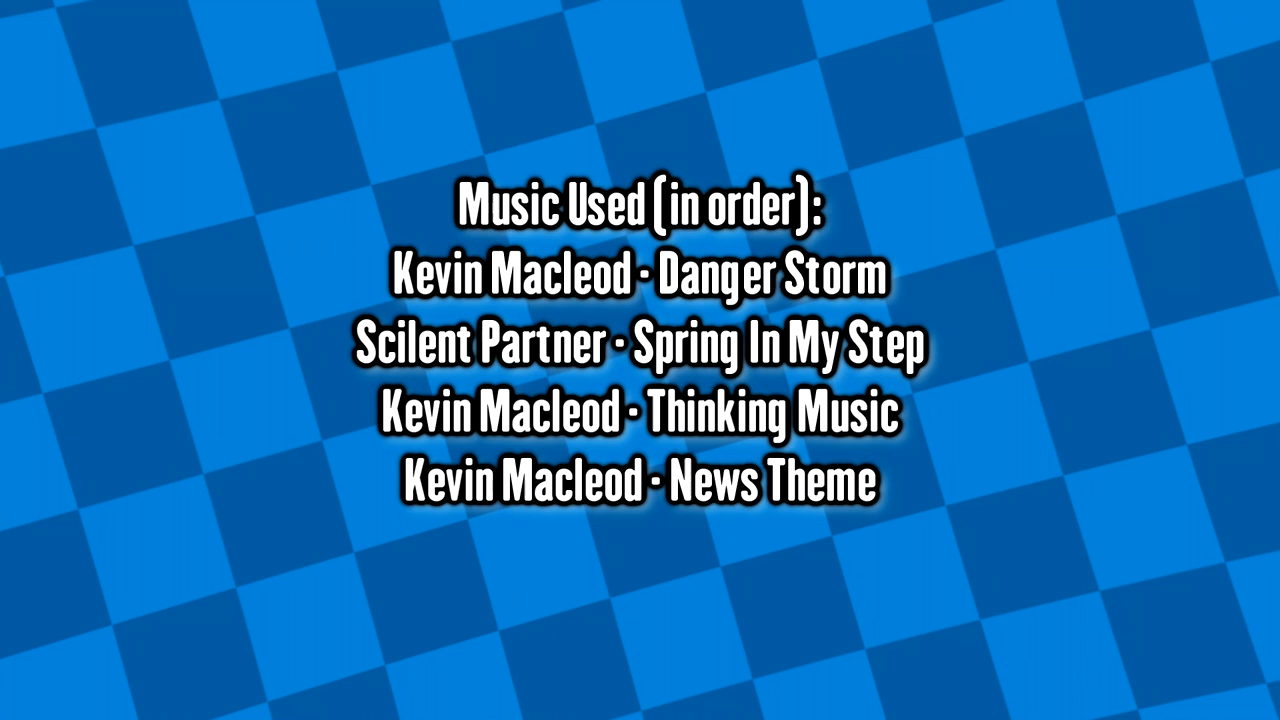 Music Used (in order):
Kevin Macleod · Danger Storm
Scilent Partner · Spring In My Step
Kevin Macleod · Thinking Music
Kevin Macleod · News Theme